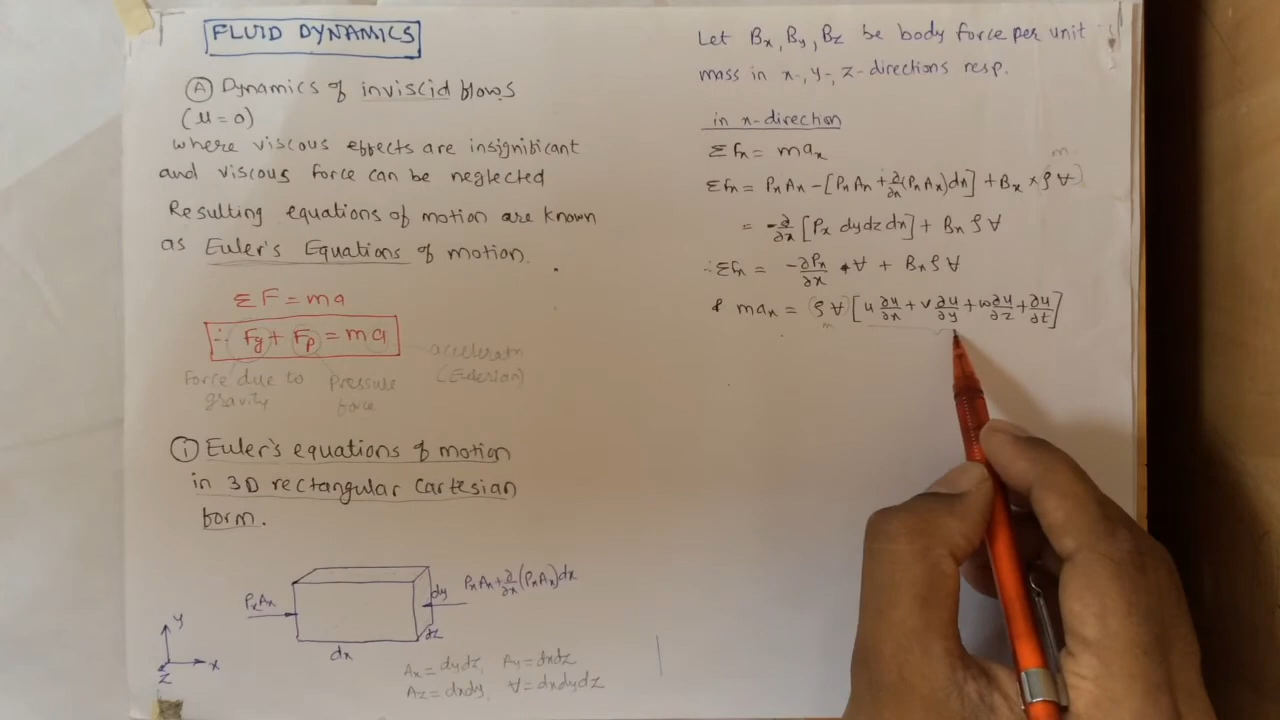 FLUID DYNAMICS
Ⓐ Dynamics of inviscid flows
(μ = 0)
where viscous effects are insignificant
and viscous force can be neglected
Resulting equations of motion are known
as Euler's Equations of motion.
ΣF = ma
∴ Fg + Fp = ma
Force due to gravity
Pressure force
acceleratn (Eulerian)
① Euler's equations of motion
in 3D rectangular Cartesian
form.
PxAx
PxAx + ∂/∂x (PxAx)dx
dy
dz
dx
y
x
z
Ax = dydz, Ay = dxdz
Az = dxdy, ∀ = dxdydz
Let Bx, By, Bz be body force per unit
mass in x-, y-, z-directions resp.
in x-direction
ΣFx = max
m
ΣFx = PxAx - [PxAx + ∂/∂x (PxAx)dx] + Bx × ρ∀
= -∂/∂x [Px dydz dx] + Bx ρ∀
∴ ΣFx = -∂Px/∂x ∀ + Bxρ∀
& max = ρ∀ [u ∂u/∂x + v ∂u/∂y + w ∂u/∂z + ∂u/∂t]
m